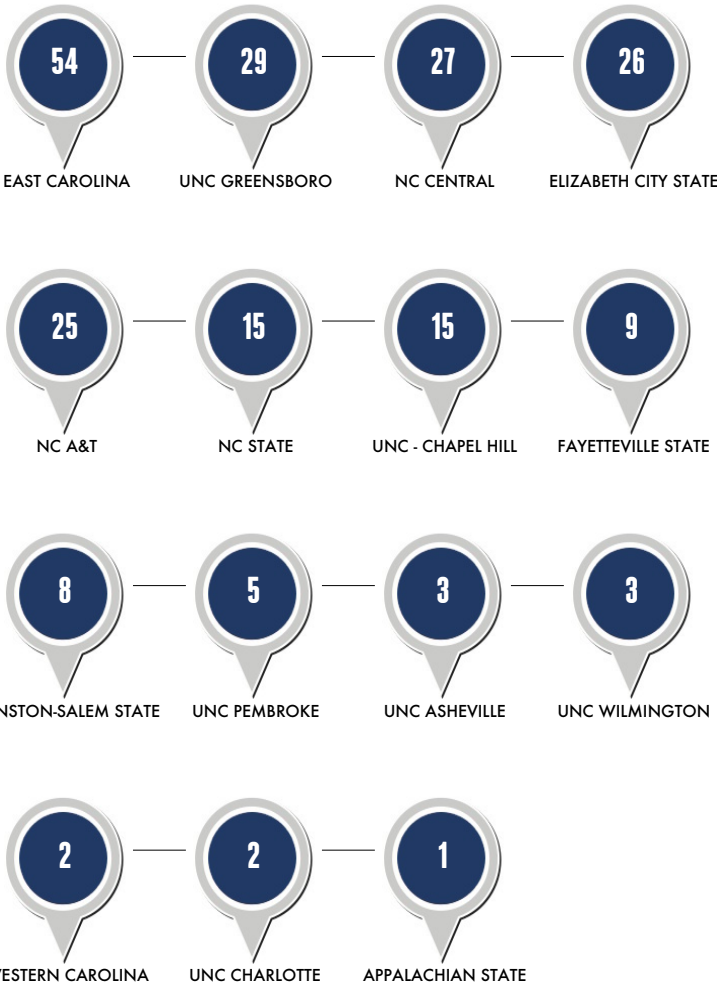 54 29 27 26
EAST CAROLINA UNC GREENSBORO NC CENTRAL ELIZABETH CITY STATE
25 15 15 9
NC A&T NC STATE UNC - CHAPEL HILL FAYETTEVILLE STATE
8 5 3 3
NSTON-SALEM STATE UNC PEMBROKE UNC ASHEVILLE UNC WILMINGTON
2 2 1
ESTERN CAROLINA UNC CHARLOTTE APPALACHIAN STATE